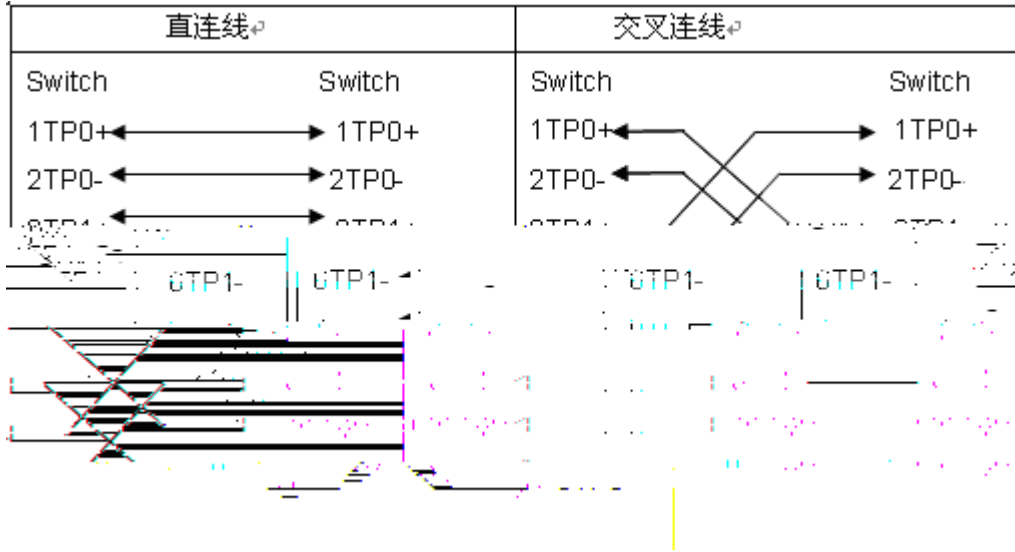 直连线 交叉连线
Switch Switch Switch Switch
1TP0+ 1TP0+ 1TP0+ 1TP0+
2TP0- 2TP0- 2TP0- 2TP0-
6TP1- 6TP1- 6TP1- 6TP1-